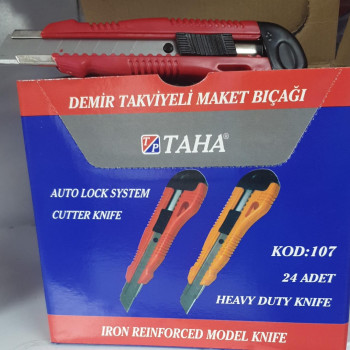 DEMİR TAKVİYELİ MAKET BIÇAĞI
TP TAHA®
AUTO LOCK SYSTEM
CUTTER KNIFE
KOD:107
24 ADET
HEAVY DUTY KNIFE
IRON REINFORCED MODEL KNIFE